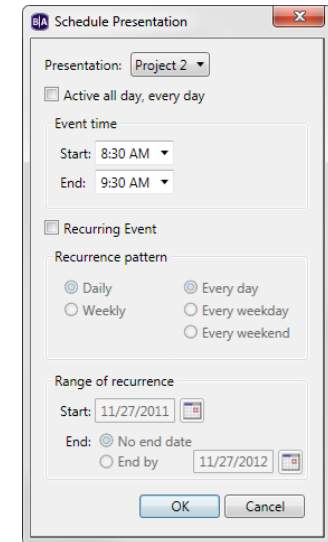 B|A Schedule Presentation
Presentation: Project 2
Active all day, every day
Event time
Start: 8:30 AM
End: 9:30 AM
Recurring Event
Recurrence pattern
Daily Every day
Weekly Every weekday
Every weekend
Range of recurrence
Start: 11/27/2011
End: No end date
End by 11/27/2012
OK Cancel